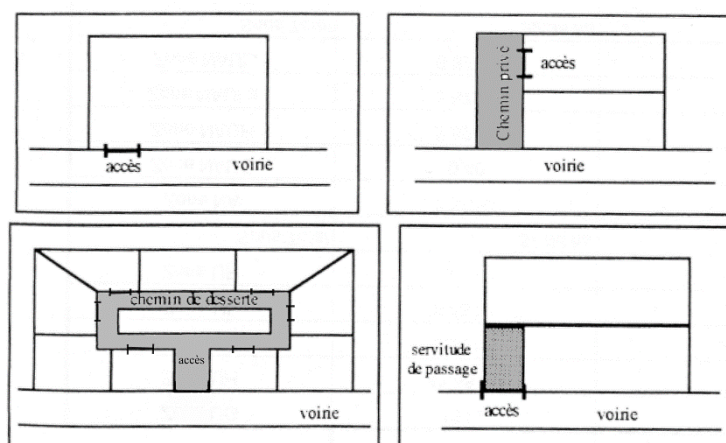 accès
voirie
Chemin privé
accès
voirie
chemin de desserte
accès
voirie
servitude
de passage
accès
voirie